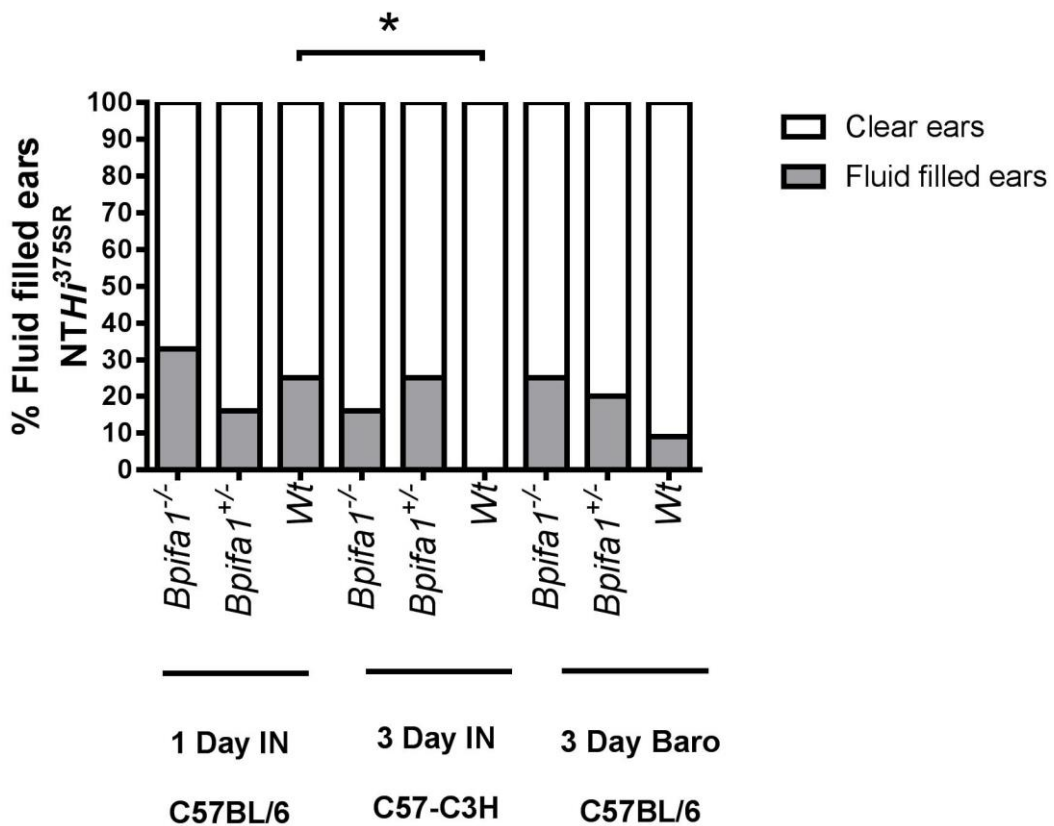 *
% Fluid filled ears
NTHi375SR
100
90
80
70
60
50
40
30
20
10
0
Clear ears
Fluid filled ears
Bpifa1-/-
Bpifa1+/-
Wt
Bpifa1-/-
Bpifa1+/-
Wt
Bpifa1-/-
Bpifa1+/-
Wt
1 Day IN
C57BL/6
3 Day IN
C57-C3H
3 Day Baro
C57BL/6